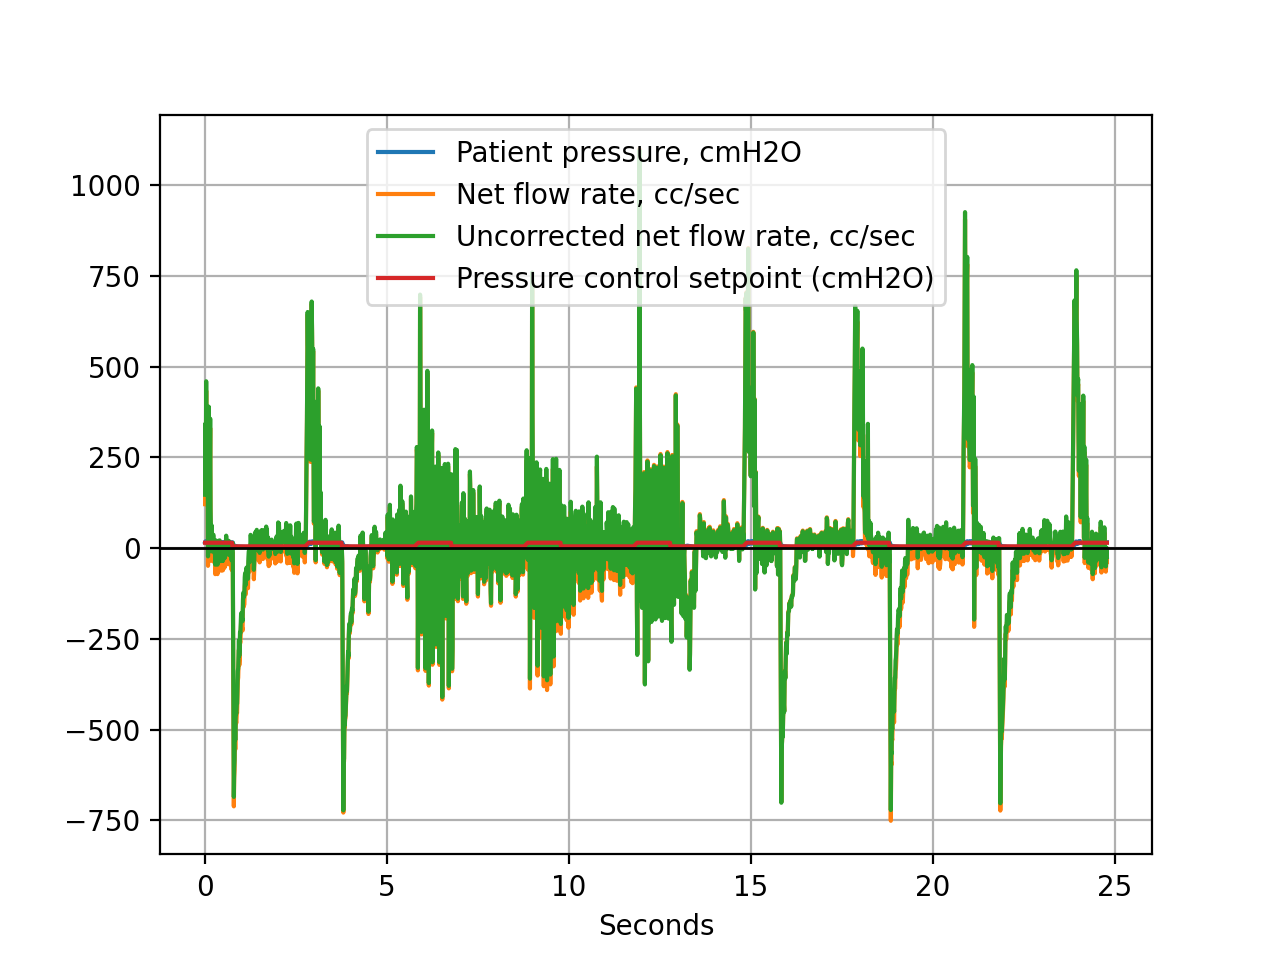 Patient pressure, cmH2O
Net flow rate, cc/sec
Uncorrected net flow rate, cc/sec
Pressure control setpoint (cmH2O)
1000
750
500
250
0
−250
−500
−750
0 5 10 15 20 25
Seconds